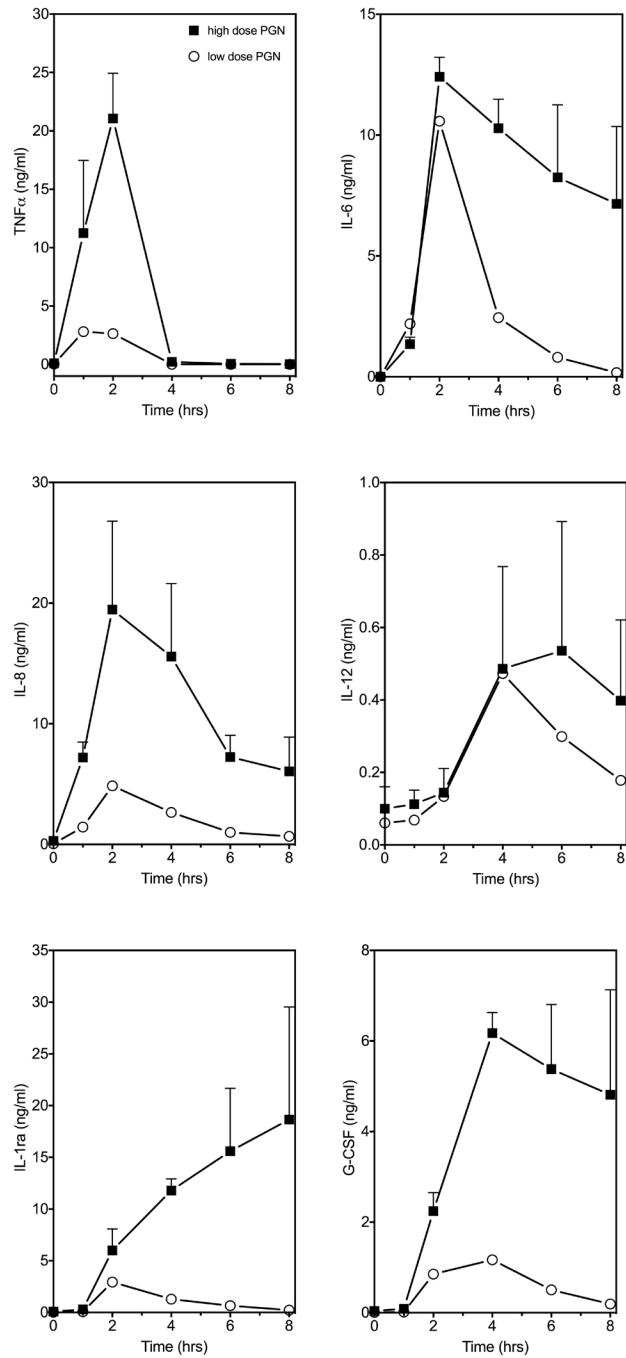 TNFα (ng/ml)
30
25
20
15
10
5
0
high dose PGN
low dose PGN
0 2 4 6 8
Time (hrs)
IL-6 (ng/ml)
15
10
5
0
0 2 4 6 8
Time (hrs)
IL-8 (ng/ml)
30
20
10
0
0 2 4 6 8
Time (hrs)
IL-12 (ng/ml)
1.0
0.8
0.6
0.4
0.2
0.0
0 2 4 6 8
Time (hrs)
IL-1ra (ng/ml)
35
30
25
20
15
10
5
0
0 2 4 6 8
Time (hrs)
G-CSF (ng/ml)
8
6
4
2
0
0 2 4 6 8
Time (hrs)